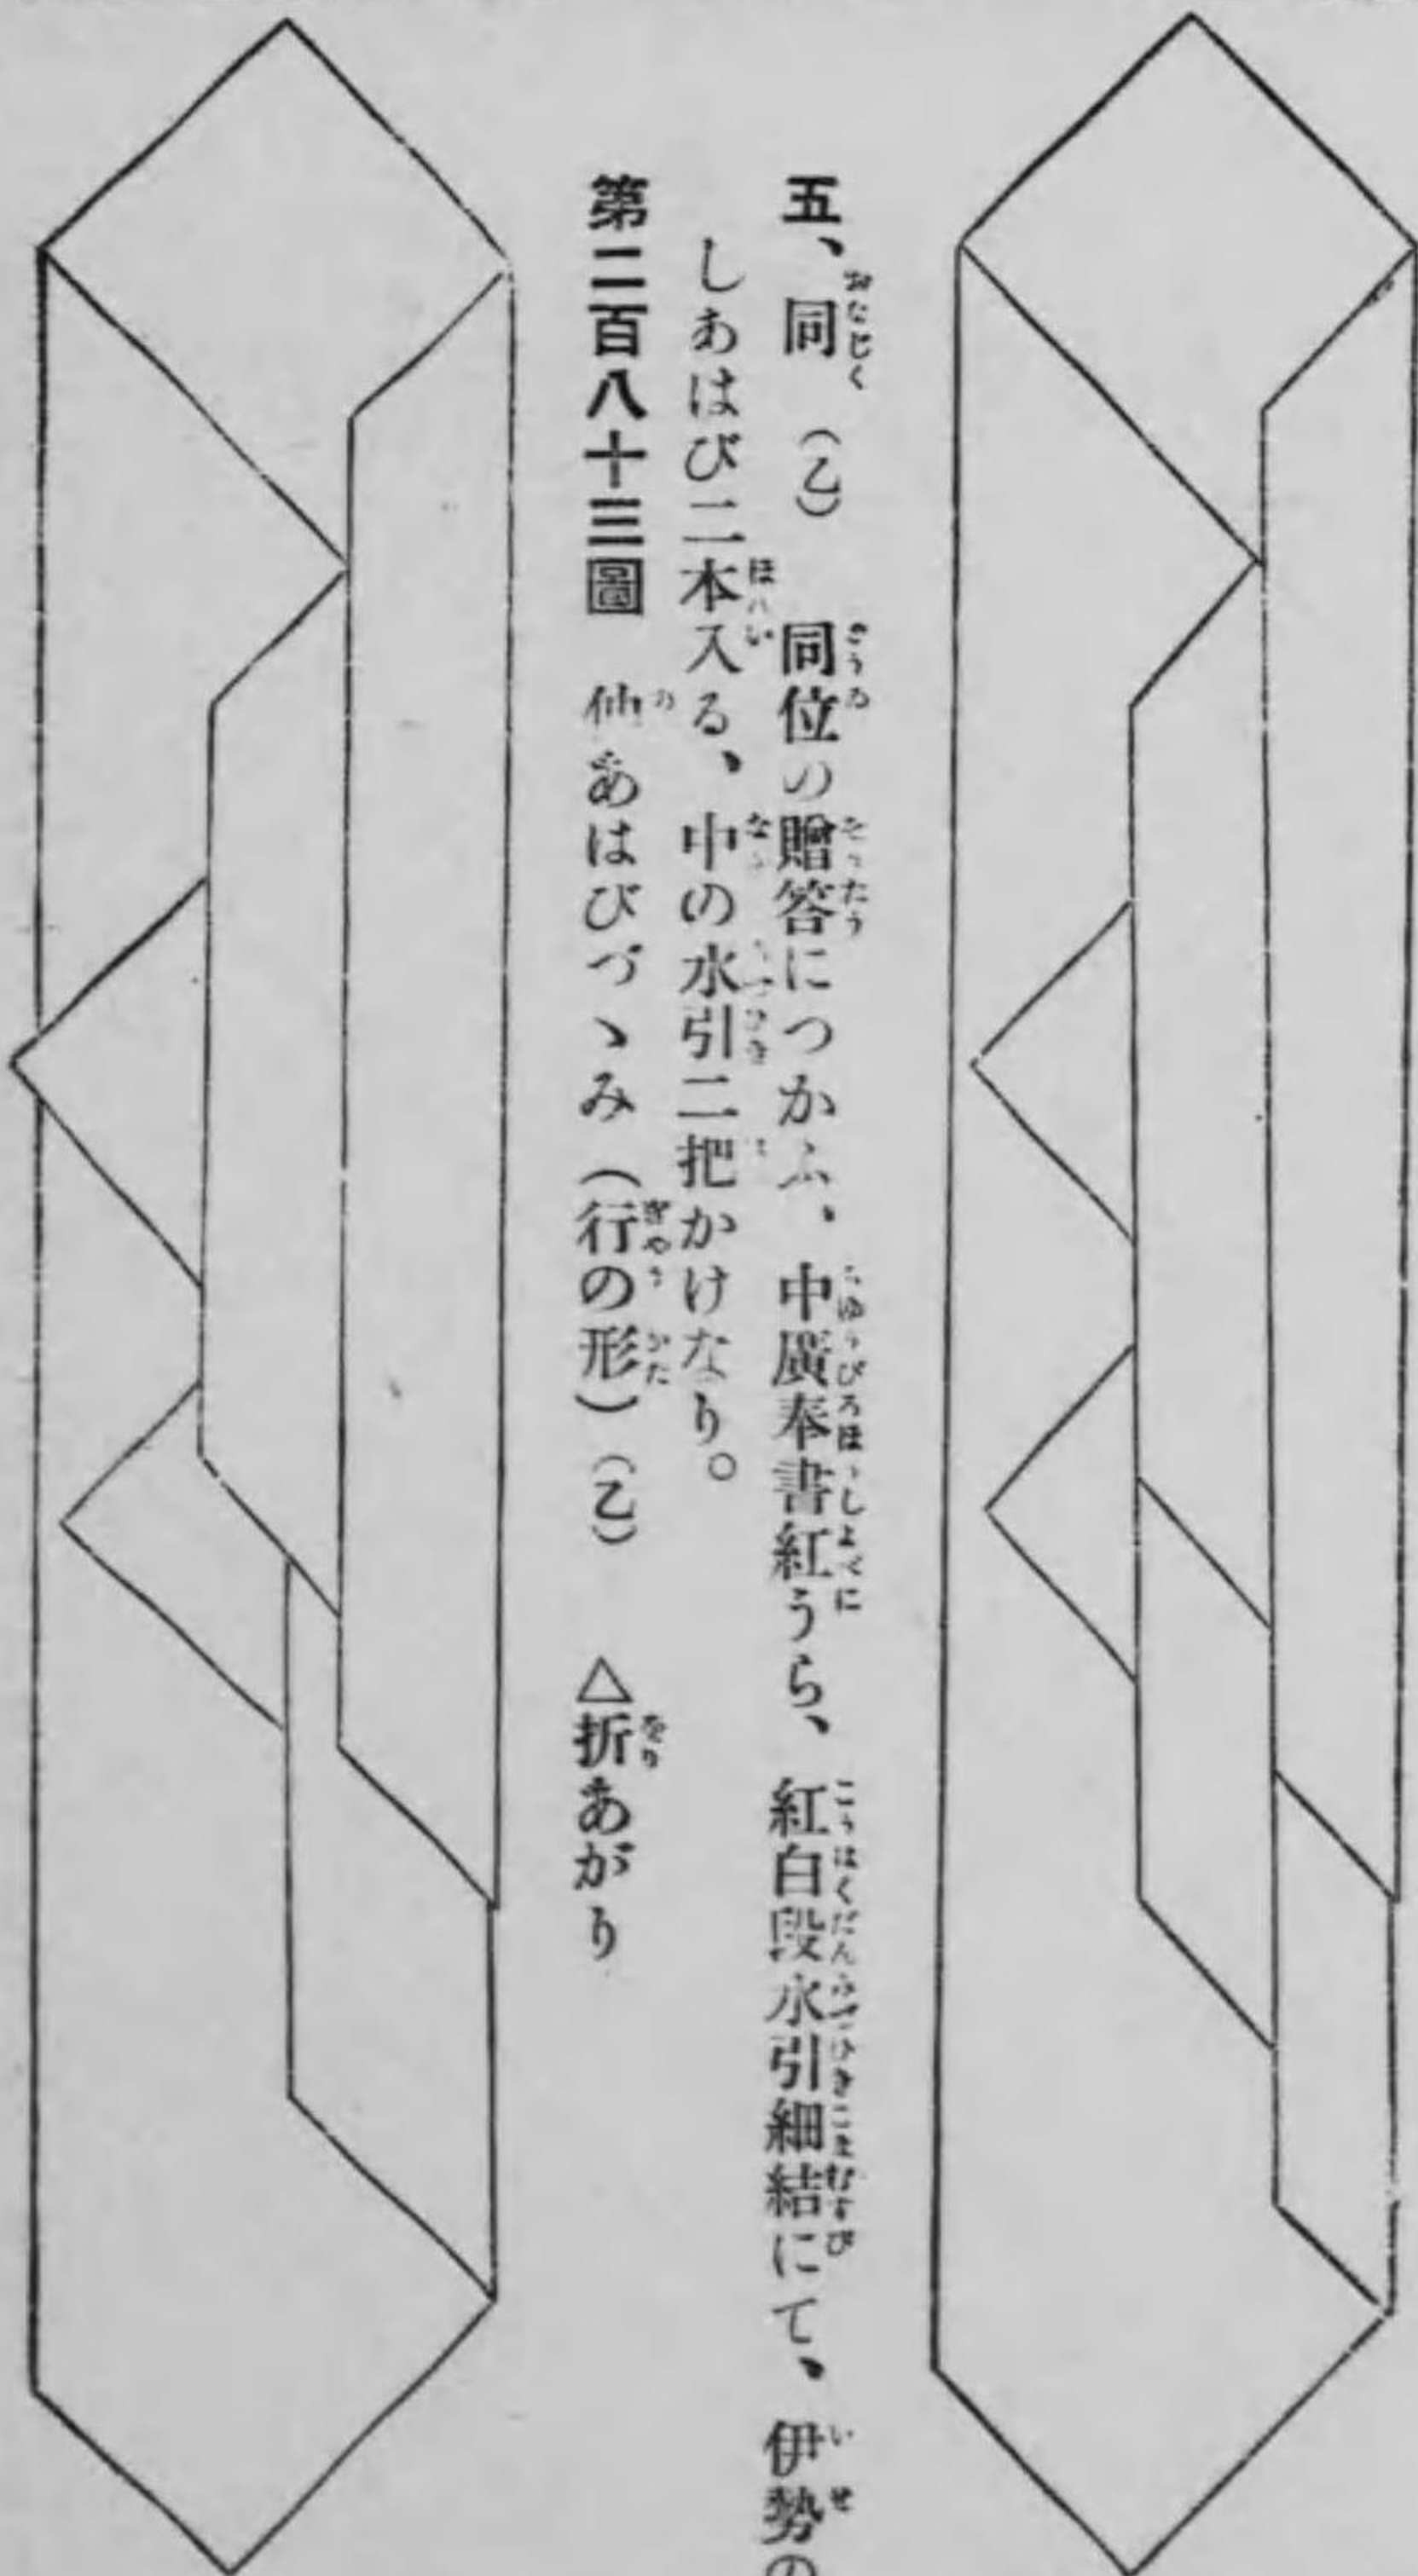 五、同(乙)　同位の贈答につかふ、中廣奉書紅うら、紅白段水引細結にて、伊勢の
しあはび二本入る、中の水引二把かけなり。
第二百八十三圖　あはびづゝみ(行の形)(乙)　△折あがり